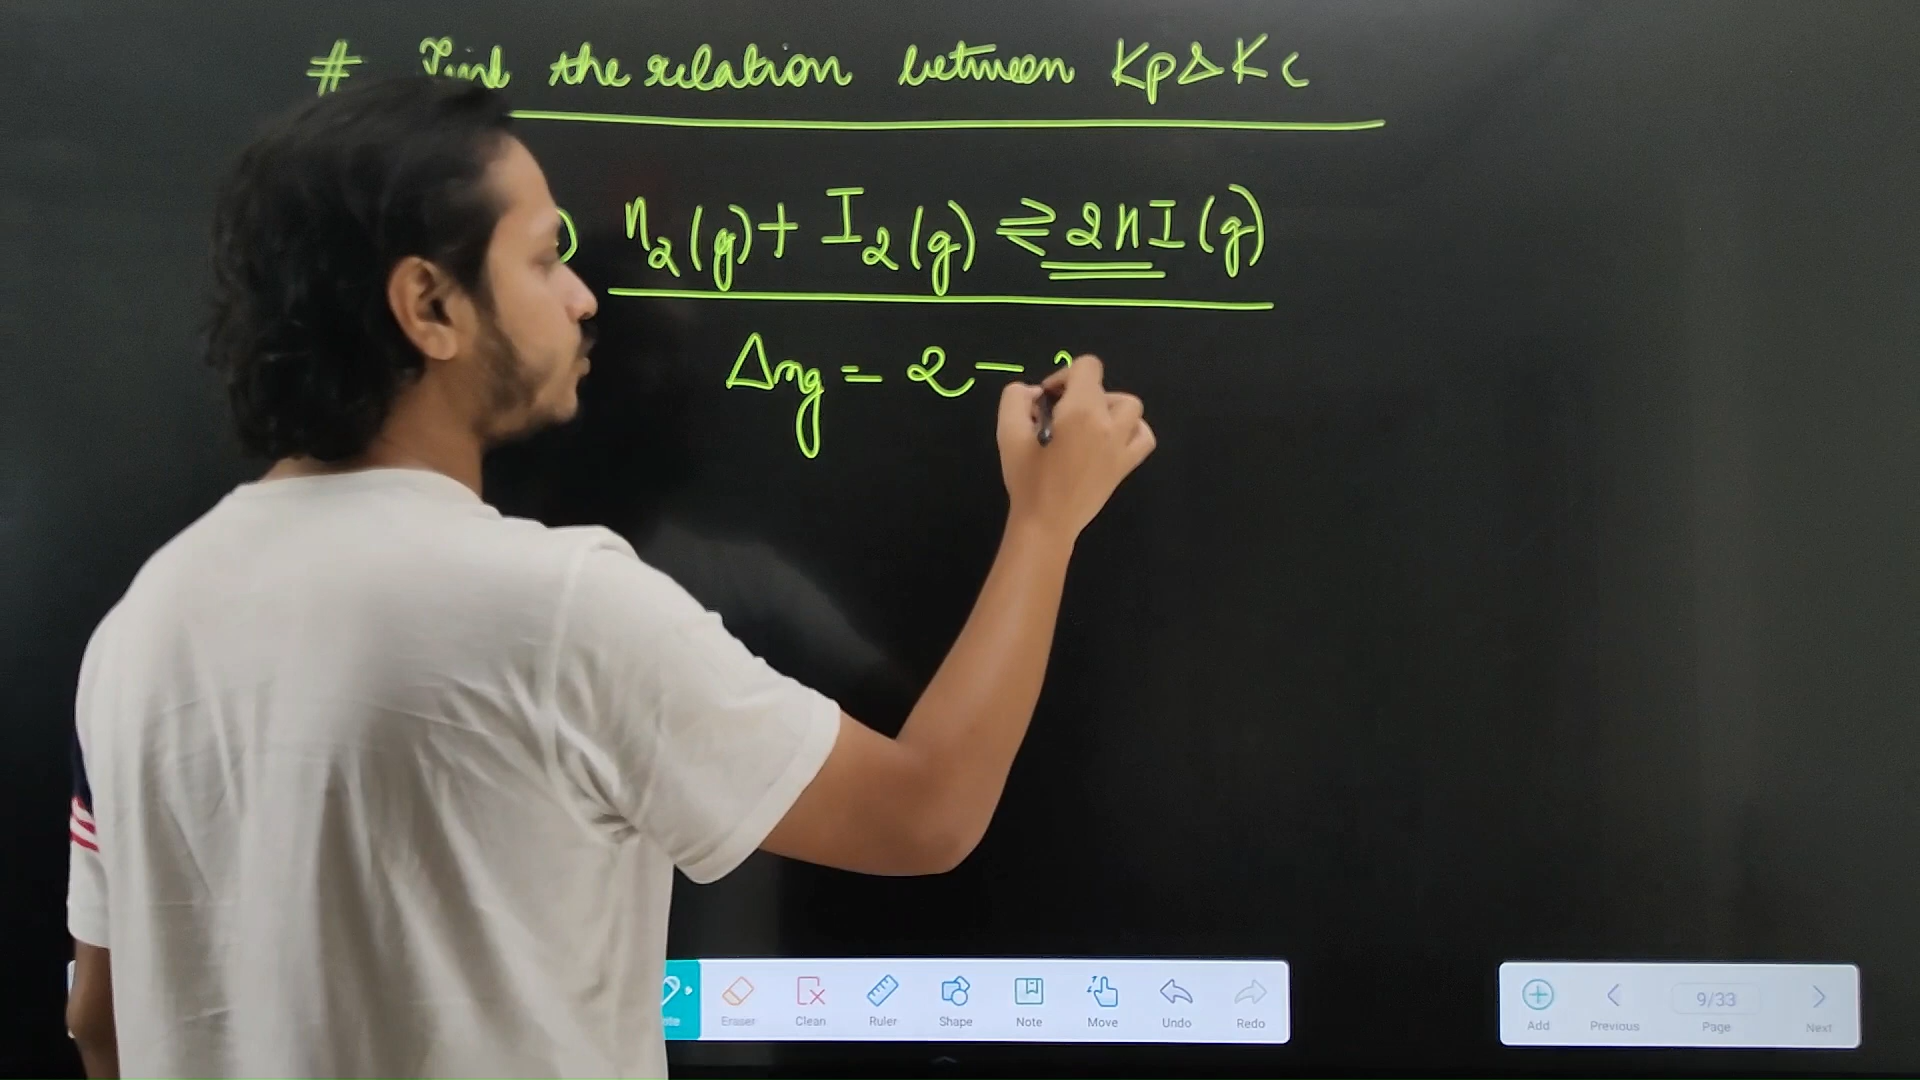 # Find the relation between Kp & Kc
) H₂(g) + I₂(g) ⇌ 2HI(g)
Δng = 2 - 2
Eraser Clean Ruler Shape Note Move Undo Redo
Add Previous 9/33 Page Next